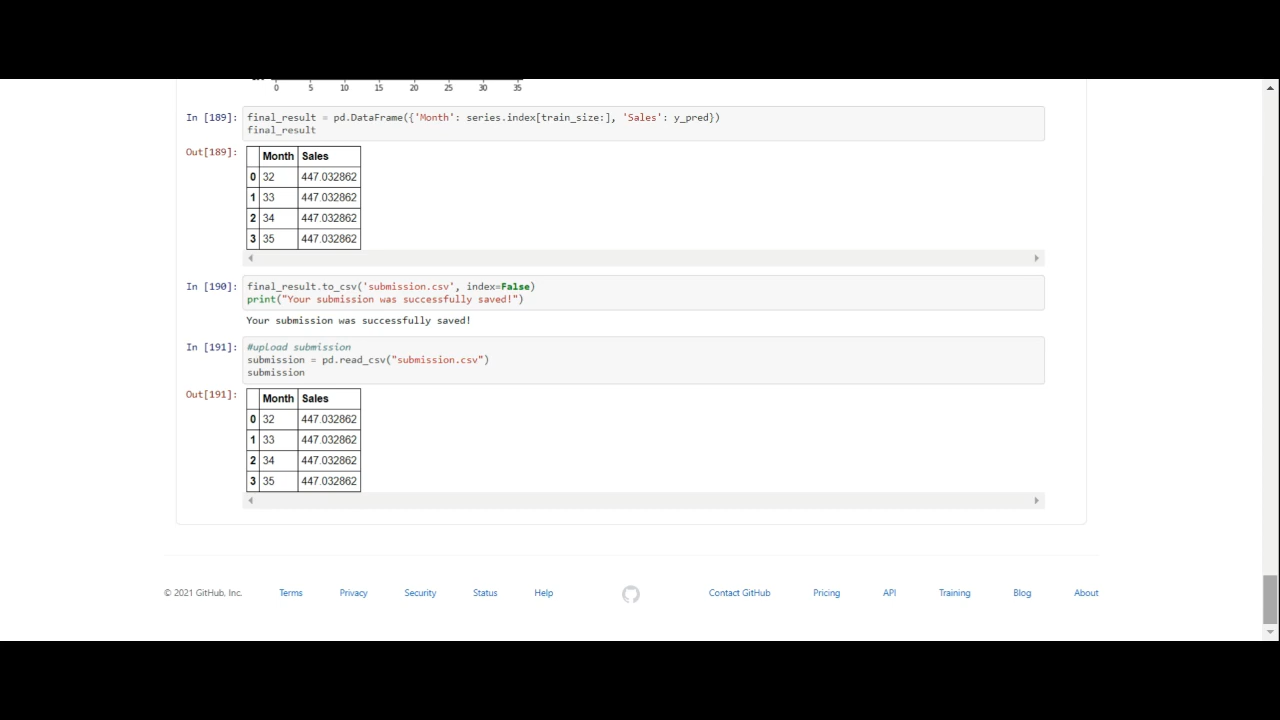 0 5 10 15 20 25 30 35
In [189]: final_result = pd.DataFrame({'Month': series.index[train_size:], 'Sales': y_pred})
final_result
Out[189]:
Month Sales
0 32 447.032862
1 33 447.032862
2 34 447.032862
3 35 447.032862
In [190]: final_result.to_csv('submission.csv', index=False)
print("Your submission was successfully saved!")
Your submission was successfully saved!
In [191]: #upload submission
submission = pd.read_csv("submission.csv")
submission
Out[191]:
Month Sales
0 32 447.032862
1 33 447.032862
2 34 447.032862
3 35 447.032862
© 2021 GitHub, Inc. Terms Privacy Security Status Help Contact GitHub Pricing API Training Blog About